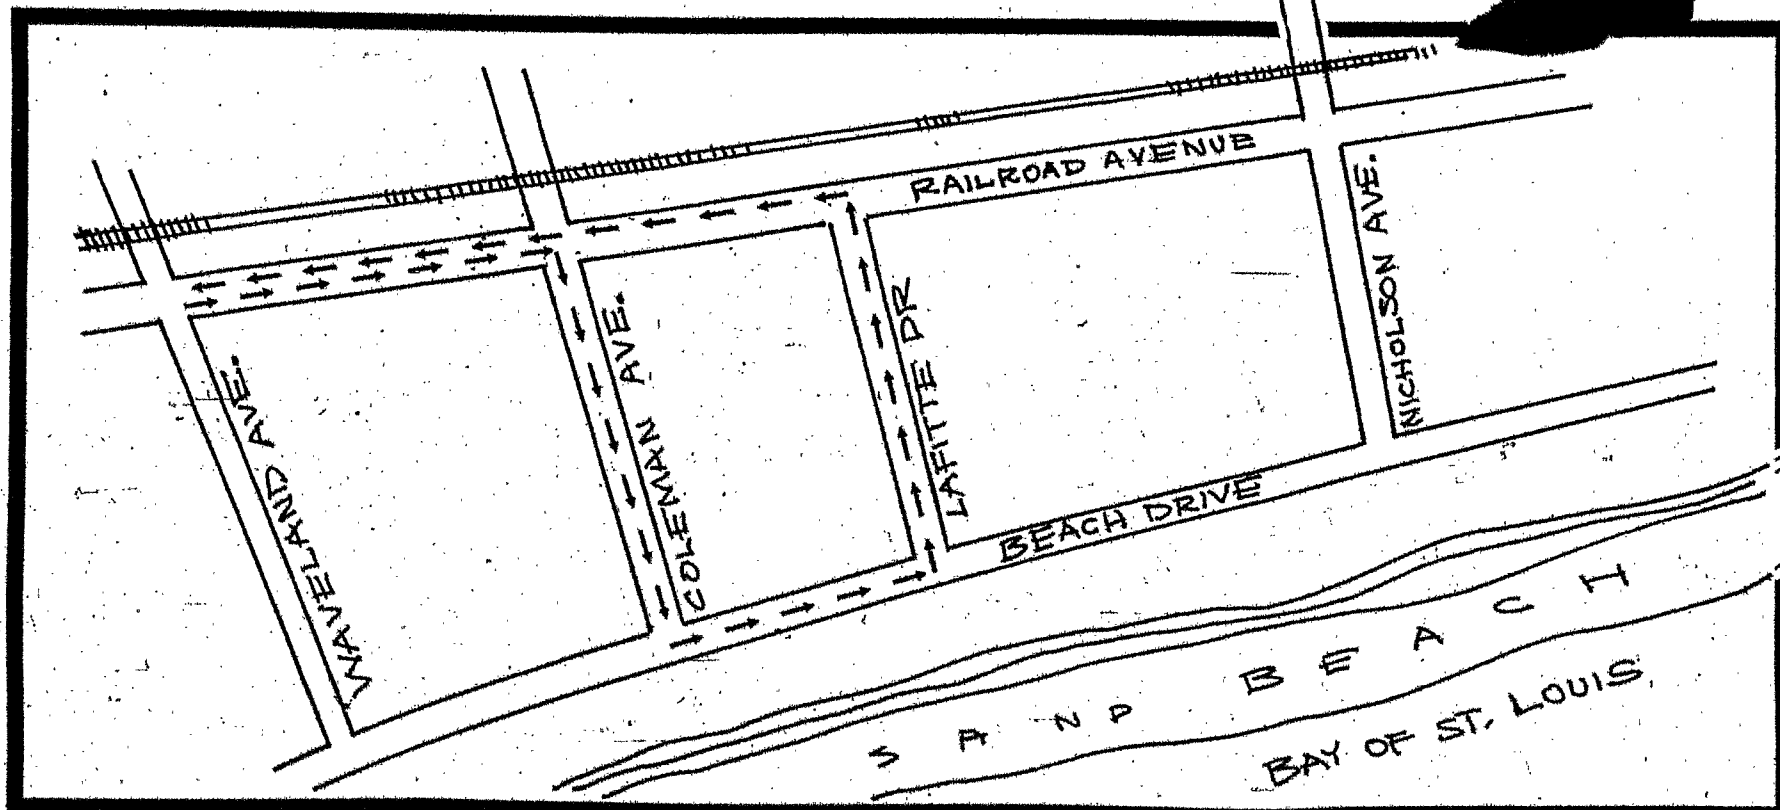 RAILROAD AVENUE
WAVELAND AVE.
COLEMAN AVE.
LAFITTE DR
NICHOLSON AVE.
BEACH DRIVE
SAND BEACH
BAY OF ST. LOUIS